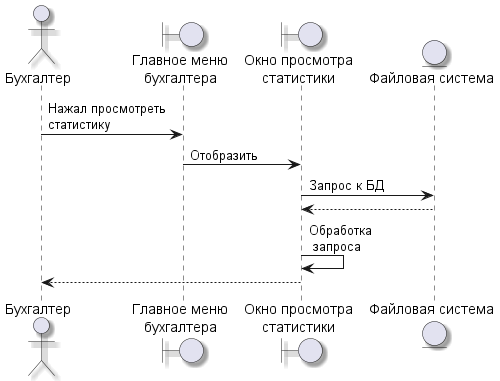 Бухгалтер
Главное меню
бухгалтера
Окно просмотра
статистики
Файловая система
Нажал просмотреть
статистику
Отобразить
Запрос к БД
Обработка
запроса
Бухгалтер
Главное меню
бухгалтера
Окно просмотра
статистики
Файловая система